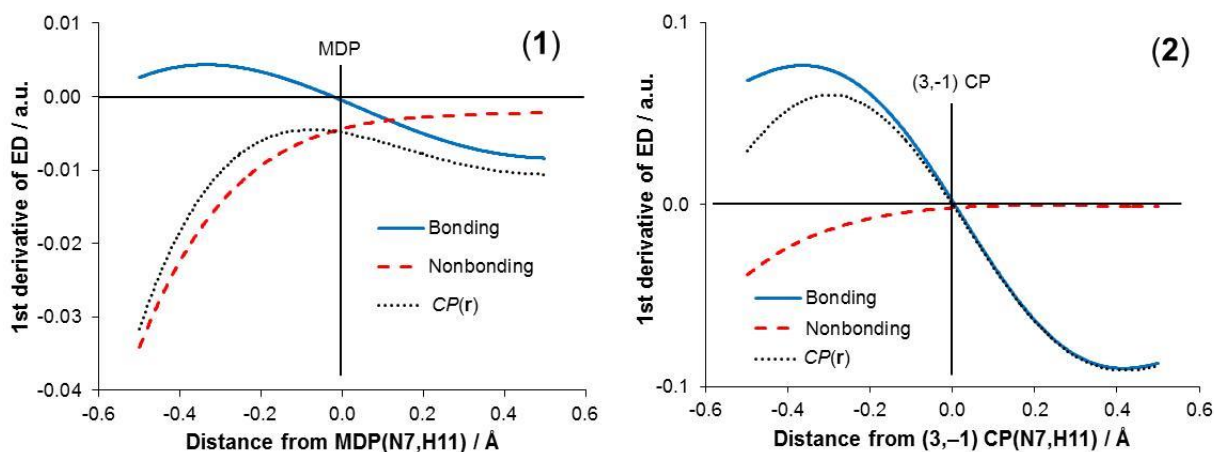 (1)
MDP
0.01
0.00
-0.01
-0.02
-0.03
-0.04
1st derivative of ED / a.u.
Bonding
Nonbonding
CP(r)
-0.6 -0.4 -0.2 0.0 0.2 0.4 0.6
Distance from MDP(N7,H11) / Å
(2)
(3,-1) CP
0.1
0.0
-0.1
1st derivative of ED / a.u.
Bonding
Nonbonding
CP(r)
-0.6 -0.4 -0.2 0.0 0.2 0.4 0.6
Distance from (3,–1) CP(N7,H11) / Å